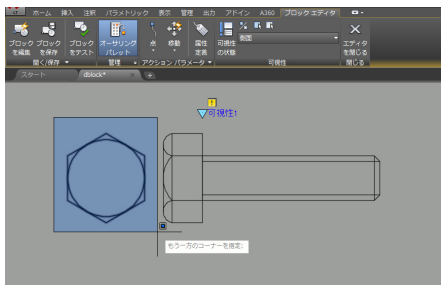 ホーム 挿入 注釈 パラメトリック 表示 管理 出力 アドイン A360 ブロック エディタ
ブロック ブロック ブロック オーサリング 点 移動 属性 可視性 側面 エディタ
を編集 を保存 をテスト パレット 定義 の状態 を閉じる
開く/保存 管理 アクション パラメータ 可視性 閉じる
スタート dblock*
可視性1
もう一方のコーナーを指定: